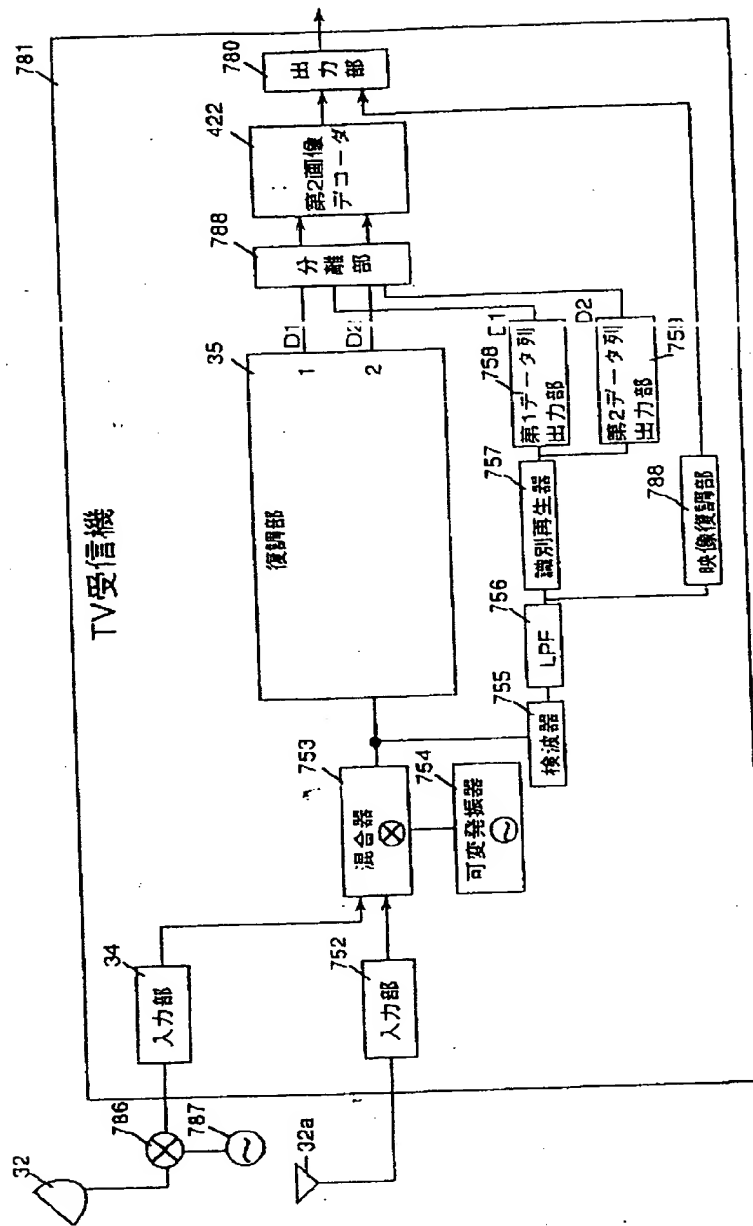 781
TV受信機
32
786
787
34
入力部
32a
752
入力部
753
混合器
754
可変発振器
35
復調部
1
2
D1
D2
755
検波器
756
LPF
757
識別再生器
758
第1データ列
出力部
D2
第2データ列
出力部
788
映像復調部
788
分離部
422
第2画像
デコーダ
780
出力部